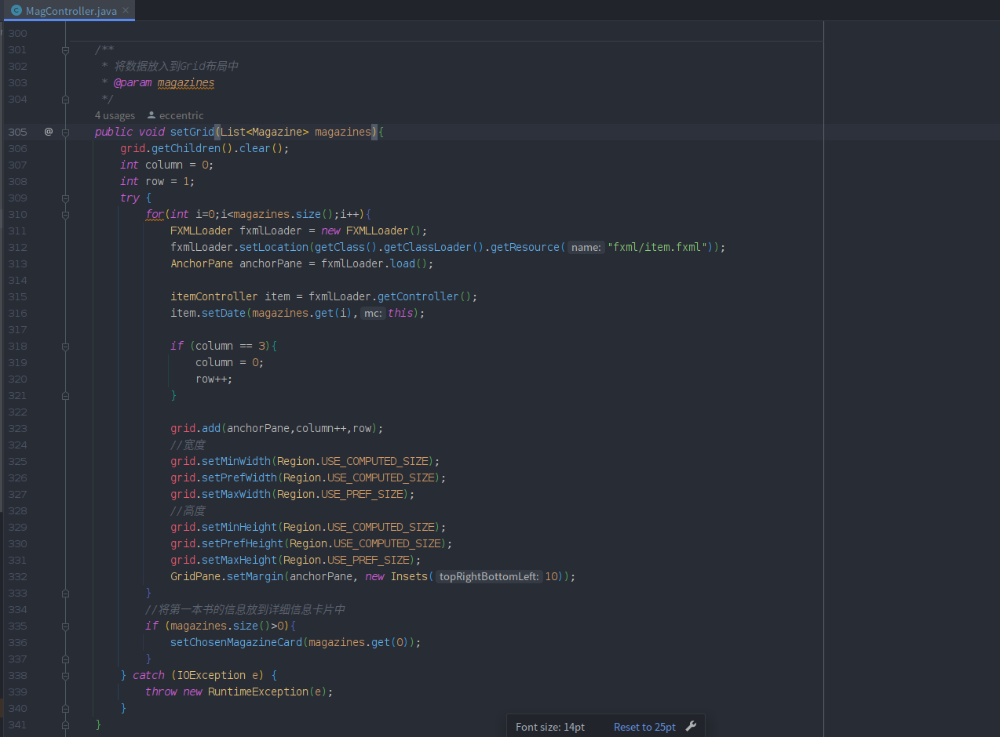 MagController.java
300
301 /**
302 * 将数据放入到Grid布局中
303 * @param magazines
304 */
4 usages eccentric
305 @ public void setGrid(List<Magazine> magazines){
306 grid.getChildren().clear();
307 int column = 0;
308 int row = 1;
309 try {
310 for(int i=0;i<magazines.size();i++){
311 FXMLLoader fxmlLoader = new FXMLLoader();
312 fxmlLoader.setLocation(getClass().getClassLoader().getResource( name: "fxml/item.fxml"));
313 AnchorPane anchorPane = fxmlLoader.load();
314
315 itemController item = fxmlLoader.getController();
316 item.setDate(magazines.get(i), mc: this);
317
318 if (column == 3){
319 column = 0;
320 row++;
321 }
322
323 grid.add(anchorPane,column++,row);
324 //宽度
325 grid.setMinWidth(Region.USE_COMPUTED_SIZE);
326 grid.setPrefWidth(Region.USE_COMPUTED_SIZE);
327 grid.setMaxWidth(Region.USE_PREF_SIZE);
328 //高度
329 grid.setMinHeight(Region.USE_COMPUTED_SIZE);
330 grid.setPrefHeight(Region.USE_COMPUTED_SIZE);
331 grid.setMaxHeight(Region.USE_PREF_SIZE);
332 GridPane.setMargin(anchorPane, new Insets( topRightBottomLeft: 10));
333 }
334 //将第一本书的信息放到详细信息卡片中
335 if (magazines.size()>0){
336 setChosenMagazineCard(magazines.get(0));
337 }
338 } catch (IOException e) {
339 throw new RuntimeException(e);
340 }
341 }
Font size: 14pt Reset to 25pt